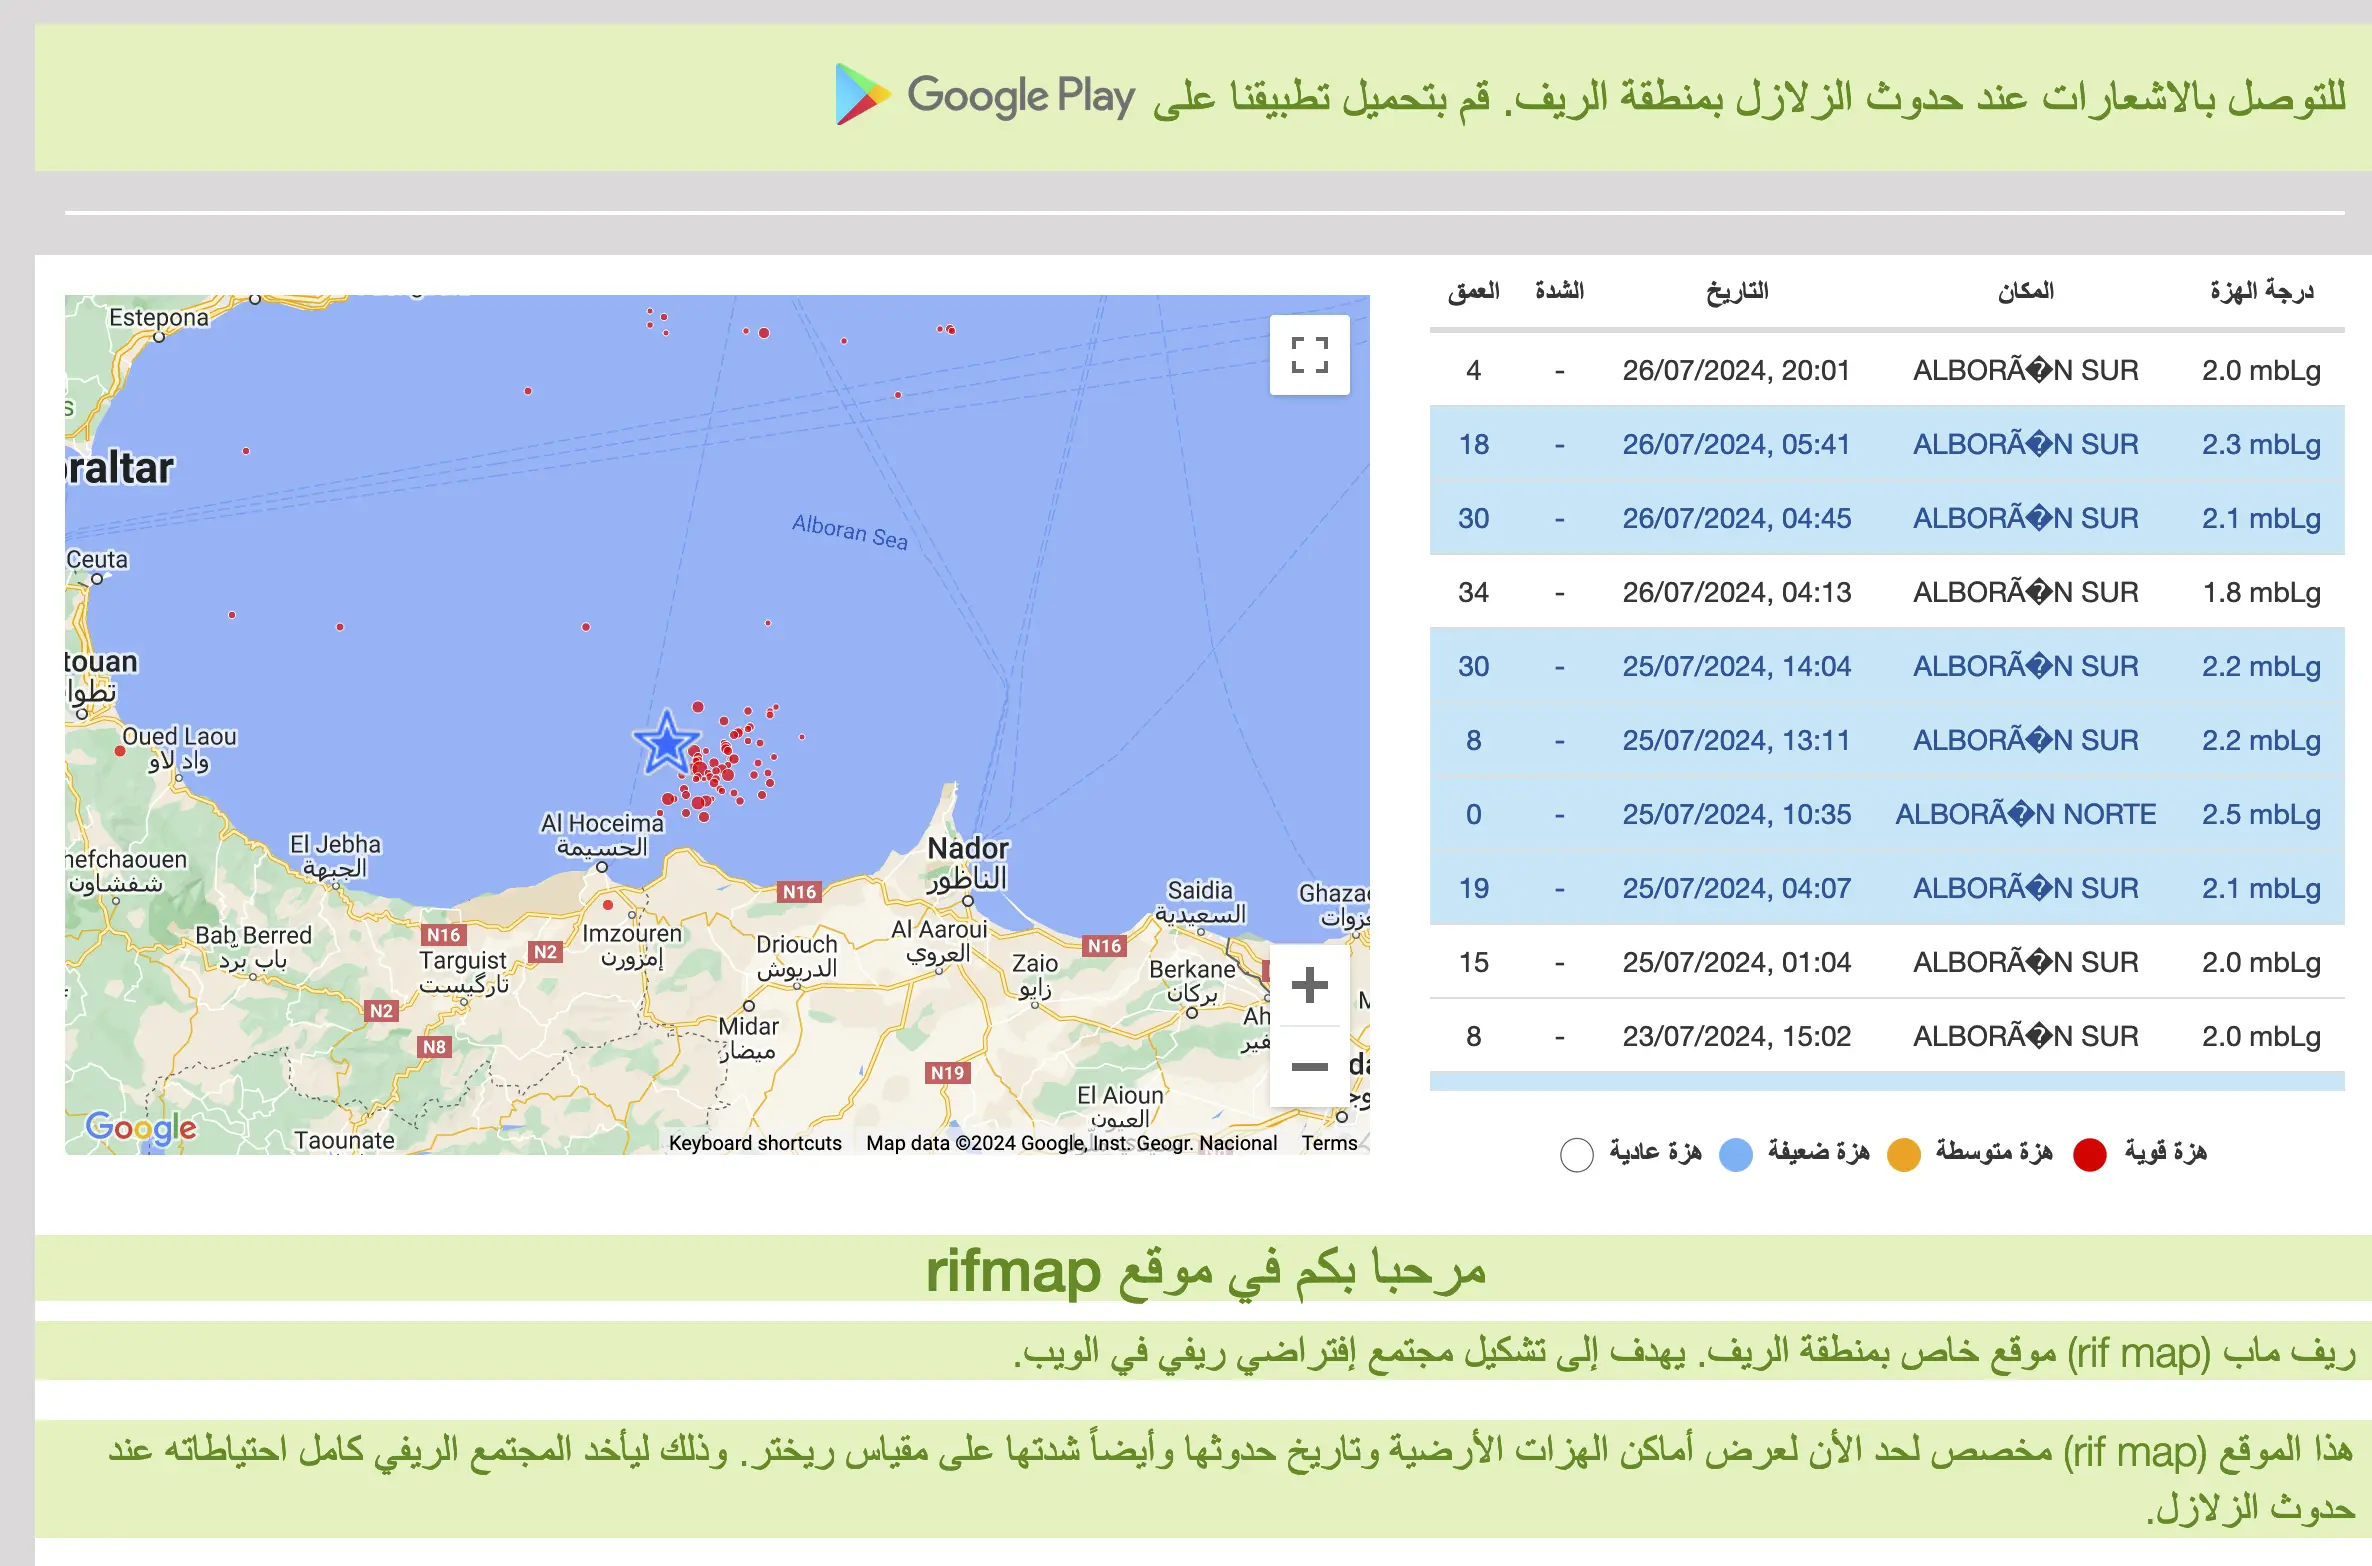 للتوصل بالاشعارات عند حدوث الزلازل بمنطقة الريف. قم بتحميل تطبيقنا على Google Play
درجة الهزة المكان التاريخ الشدة العمق
2.0 mbLg ALBORÃ�N SUR 26/07/2024, 20:01 - 4
2.3 mbLg ALBORÃ�N SUR 26/07/2024, 05:41 - 18
2.1 mbLg ALBORÃ�N SUR 26/07/2024, 04:45 - 30
1.8 mbLg ALBORÃ�N SUR 26/07/2024, 04:13 - 34
2.2 mbLg ALBORÃ�N SUR 25/07/2024, 14:04 - 30
2.2 mbLg ALBORÃ�N SUR 25/07/2024, 13:11 - 8
2.5 mbLg ALBORÃ�N NORTE 25/07/2024, 10:35 - 0
2.1 mbLg ALBORÃ�N SUR 25/07/2024, 04:07 - 19
2.0 mbLg ALBORÃ�N SUR 25/07/2024, 01:04 - 15
2.0 mbLg ALBORÃ�N SUR 23/07/2024, 15:02 - 8
هزة قوية هزة متوسطة هزة ضعيفة هزة عادية
Estepona
raltar
Alboran Sea
Ceuta
touan
تطوا
Oued Laou
واد لاو
Al Hoceima
الحسيمة
El Jebha
الجبهة
hefchaouen
شفشاون
Nador
الناظور
N16
Saidia
السعيدية
Ghaza
غزوات
Bab Berred
باب برّد
N16
Targuist
تارگيست
N2
Imzouren
إمزورن
Driouch
الدريوش
Al Aaroui
العروي
N16
Zaio
زايو
Berkane
بركان
N2
N8
Midar
ميضار
Ah
فير
N19
El Aioun
العيون
Google
Taounate
Keyboard shortcuts Map data ©2024 Google, Inst. Geogr. Nacional Terms
مرحبا بكم في موقع rifmap
ريف ماب (rif map) موقع خاص بمنطقة الريف. يهدف إلى تشكيل مجتمع إفتراضي ريفي في الويب.
هذا الموقع (rif map) مخصص لحد الأن لعرض أماكن الهزات الأرضية وتاريخ حدوثها وأيضاً شدتها على مقياس ريختر. وذلك ليأخد المجتمع الريفي كامل احتياطاته عند
حدوث الزلازل.